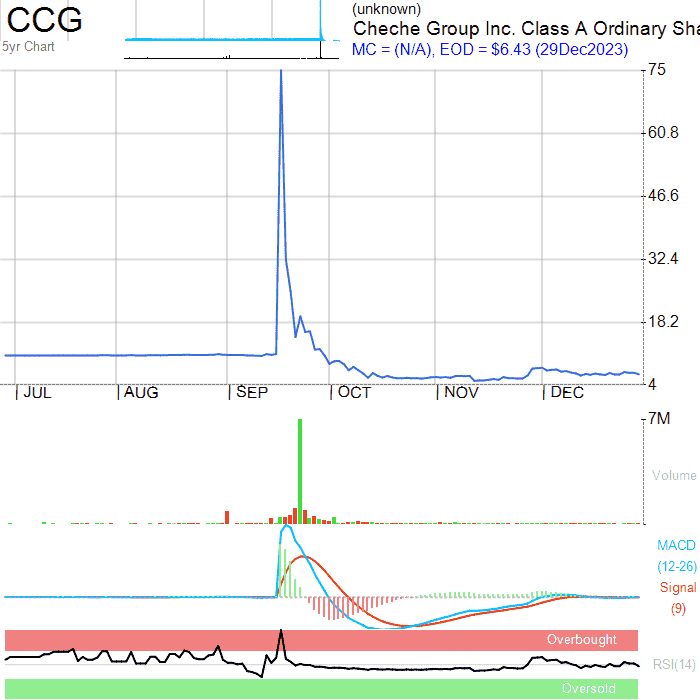 CCG
5yr Chart
(unknown)
Cheche Group Inc. Class A Ordinary Sha
MC = (N/A), EOD = $6.43 (29Dec2023)
75
60.8
46.6
32.4
18.2
4
JUL AUG SEP OCT NOV DEC
7M
Volume
MACD
(12-26)
Signal
(9)
Overbought
RSI(14)
Oversold